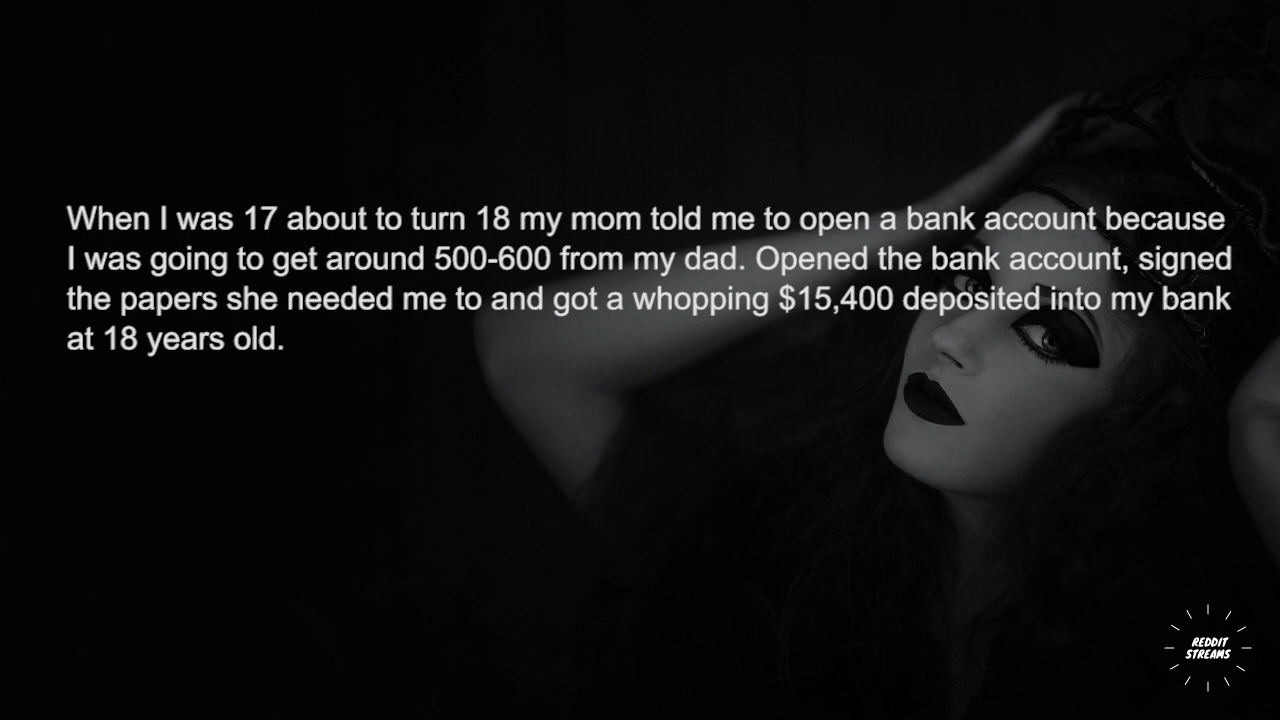 When I was 17 about to turn 18 my mom told me to open a bank account because
I was going to get around 500-600 from my dad. Opened the bank account, signed
the papers she needed me to and got a whopping $15,400 deposited into my bank
at 18 years old.
REDDIT
STREAMS